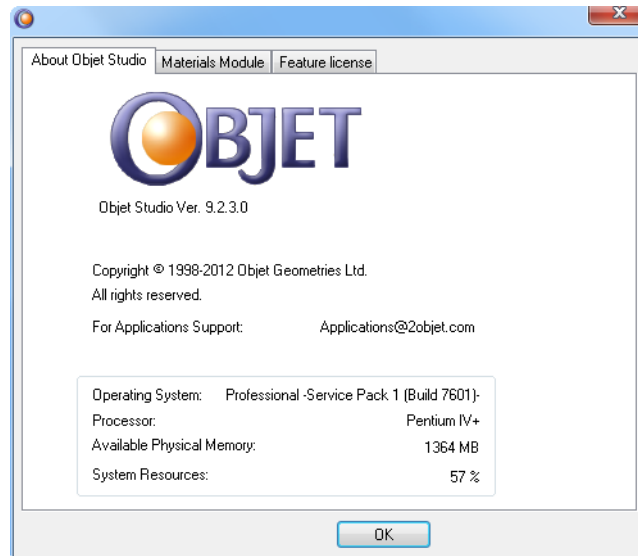 About Objet Studio Materials Module Feature license
OBJET
Objet Studio Ver. 9.2.3.0
Copyright © 1998-2012 Objet Geometries Ltd.
All rights reserved.
For Applications Support: Applications@2objet.com
Operating System: Professional -Service Pack 1 (Build 7601)-
Processor: Pentium IV+
Available Physical Memory: 1364 MB
System Resources: 57 %
OK